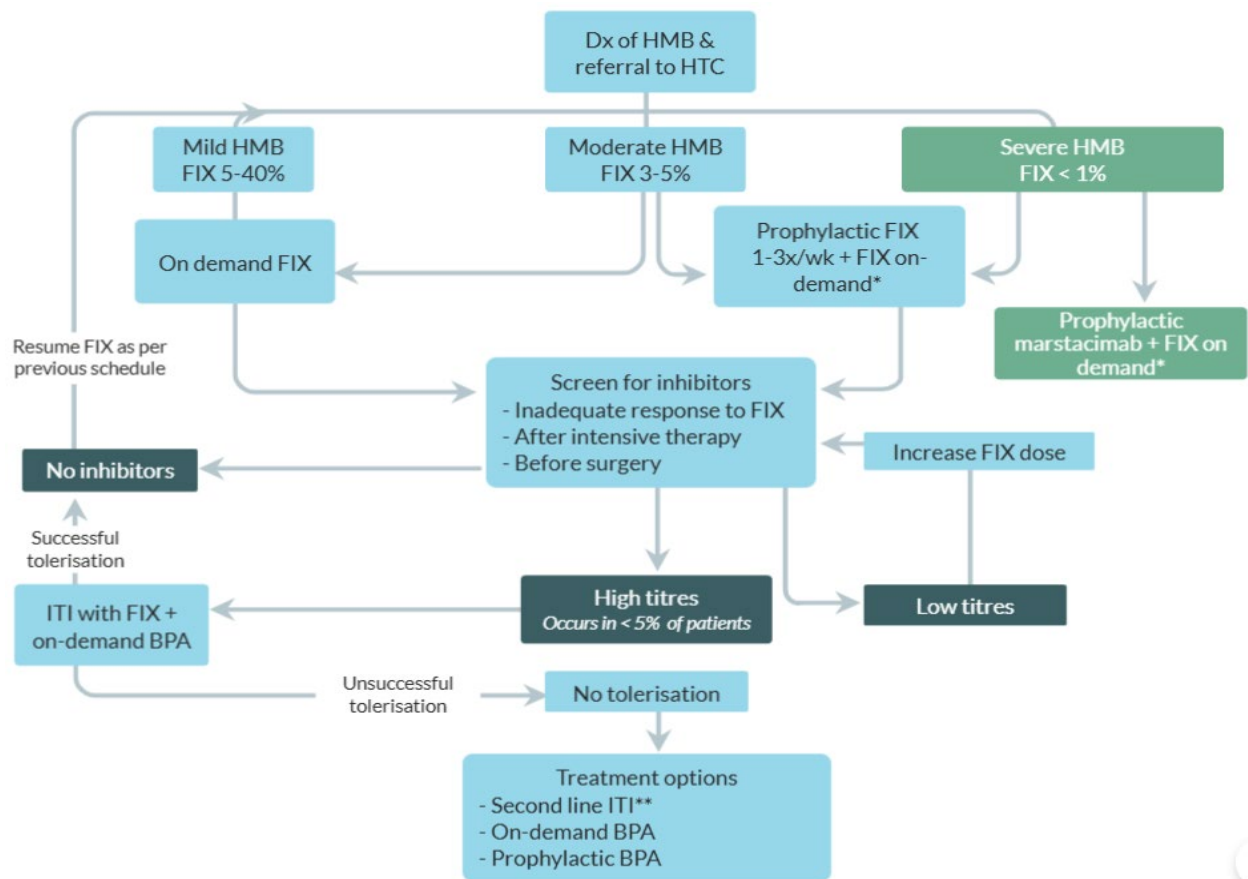 Dx of HMB &
referral to HTC
Mild HMB
FIX 5-40%
Moderate HMB
FIX 3-5%
Severe HMB
FIX < 1%
On demand FIX
Prophylactic FIX
1-3x/wk + FIX on-
demand*
Prophylactic
marstacimab + FIX on
demand*
Resume FIX as per
previous schedule
Screen for inhibitors
- Inadequate response to FIX
- After intensive therapy
- Before surgery
Increase FIX dose
No inhibitors
Successful
tolerisation
ITI with FIX +
on-demand BPA
High titres
Occurs in < 5% of patients
Low titres
Unsuccessful
tolerisation
No tolerisation
Treatment options
- Second line ITI**
- On-demand BPA
- Prophylactic BPA